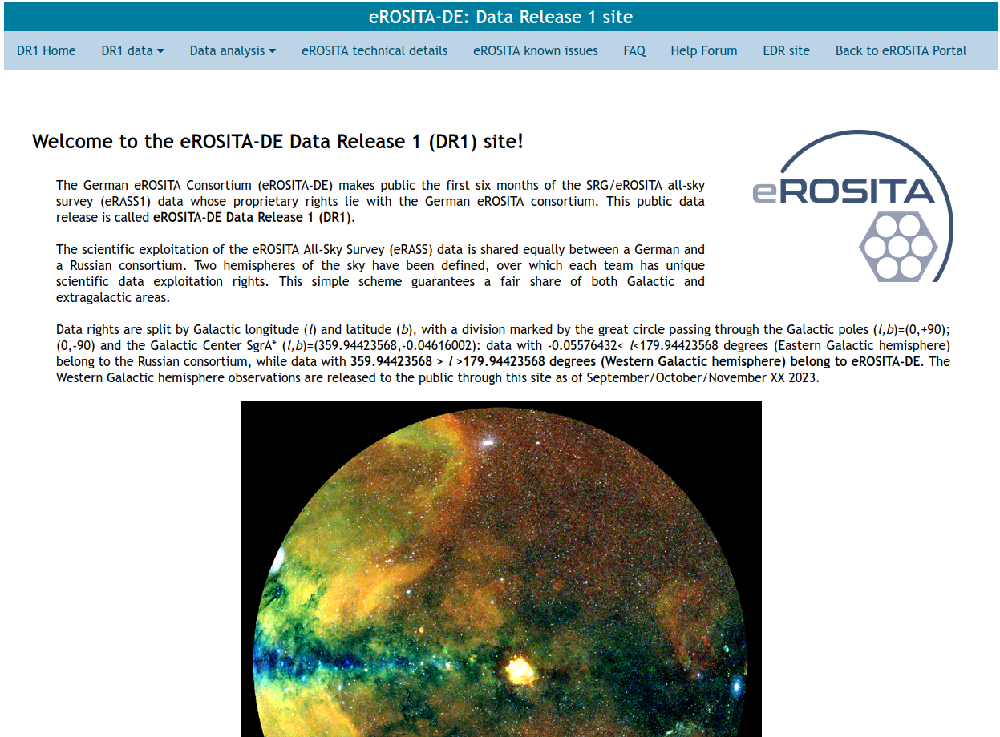 eROSITA-DE: Data Release 1 site
DR1 Home DR1 data Data analysis eROSITA technical details eROSITA known issues FAQ Help Forum EDR site Back to eROSITA Portal
Welcome to the eROSITA-DE Data Release 1 (DR1) site!
eROSITA
The German eROSITA Consortium (eROSITA-DE) makes public the first six months of the SRG/eROSITA all-sky
survey (eRASS1) data whose proprietary rights lie with the German eROSITA consortium. This public data
release is called eROSITA-DE Data Release 1 (DR1).
The scientific exploitation of the eROSITA All-Sky Survey (eRASS) data is shared equally between a German and
a Russian consortium. Two hemispheres of the sky have been defined, over which each team has unique
scientific data exploitation rights. This simple scheme guarantees a fair share of both Galactic and
extragalactic areas.
Data rights are split by Galactic longitude (l) and latitude (b), with a division marked by the great circle passing through the Galactic poles (l,b)=(0,+90);
(0,-90) and the Galactic Center SgrA* (l,b)=(359.94423568,-0.04616002): data with -0.05576432< l<179.94423568 degrees (Eastern Galactic hemisphere)
belong to the Russian consortium, while data with 359.94423568 > l >179.94423568 degrees (Western Galactic hemisphere) belong to eROSITA-DE. The
Western Galactic hemisphere observations are released to the public through this site as of September/October/November XX 2023.